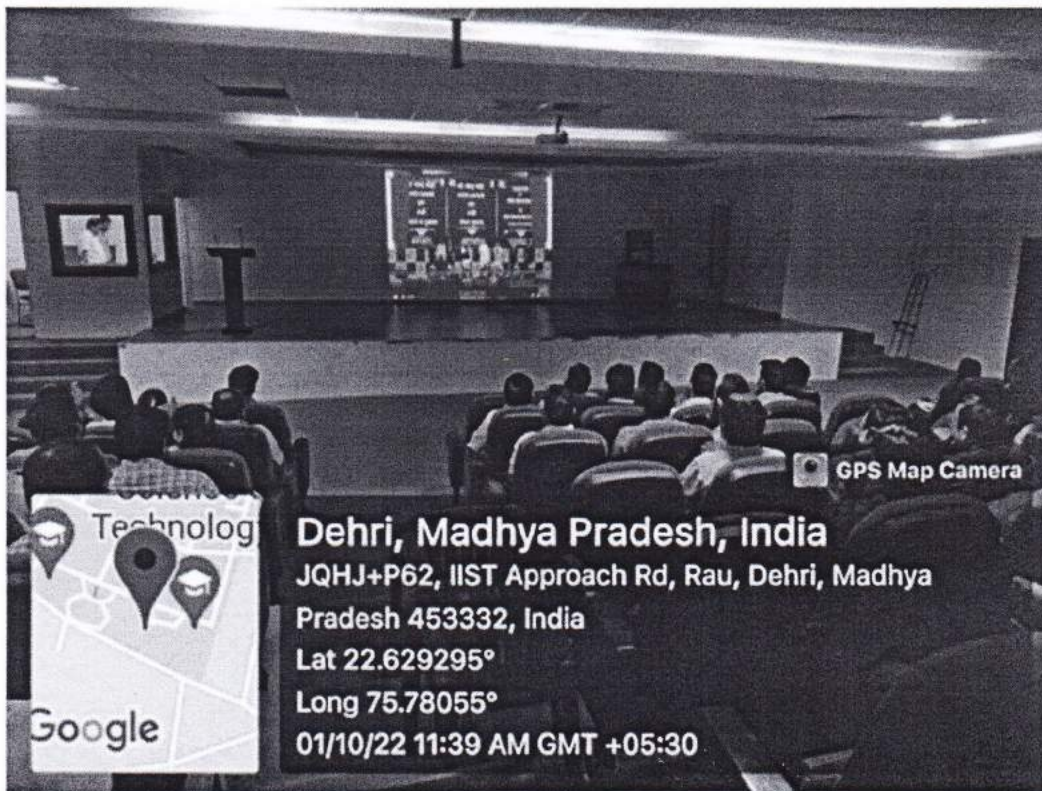 GPS Map Camera
Technolog
Google
Dehri, Madhya Pradesh, India
JQHJ+P62, IIST Approach Rd, Rau, Dehri, Madhya
Pradesh 453332, India
Lat 22.629295°
Long 75.78055°
01/10/22 11:39 AM GMT +05:30